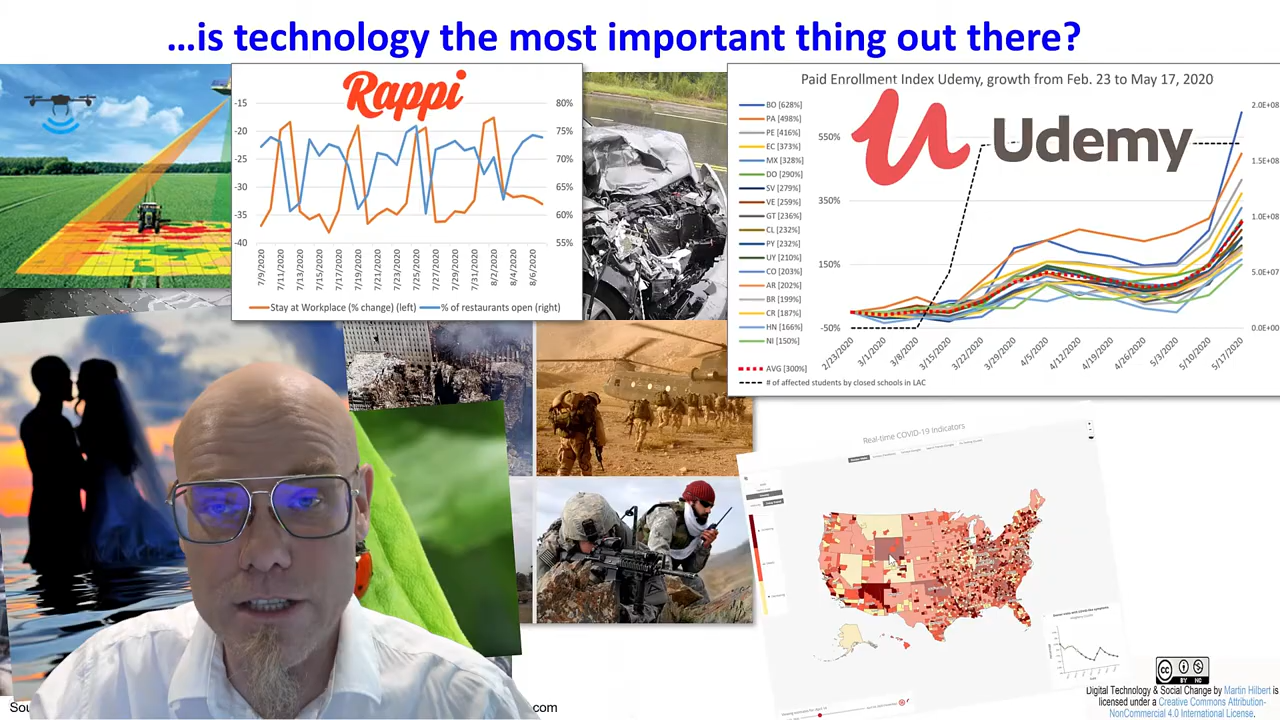 ...is technology the most important thing out there?
Rappi
-15
-20
-25
-30
-35
-40
80%
75%
70%
65%
60%
55%
7/9/2020
7/11/2020
7/13/2020
7/15/2020
7/17/2020
7/19/2020
7/21/2020
7/23/2020
7/25/2020
7/27/2020
7/29/2020
7/31/2020
8/2/2020
8/4/2020
8/6/2020
Stay at Workplace (% change) (left)
% of restaurants open (right)
Paid Enrollment Index Udemy, growth from Feb. 23 to May 17, 2020
Udemy
BO [628%]
PA [498%]
PE [416%]
EC [373%]
MX [328%]
DO [290%]
SV [279%]
VE [259%]
GT [236%]
CL [232%]
PY [232%]
UY [210%]
CO [203%]
AR [202%]
BR [199%]
CR [187%]
HN [166%]
NI [150%]
AVG [300%]
# of affected students by closed schools in LAC
550%
350%
150%
-50%
2.0E+08
1.5E+08
1.0E+08
5.0E+07
0.0E+00
2/23/2020
3/1/2020
3/8/2020
3/15/2020
3/22/2020
3/29/2020
4/5/2020
4/12/2020
4/19/2020
4/26/2020
5/3/2020
5/10/2020
5/17/2020
Real-time COVID-19 Indicators
Sou
com
CC
BY NC
Digital Technology & Social Change by Martin Hilbert is
licensed under a Creative Commons Attribution-
NonCommercial 4.0 International License.